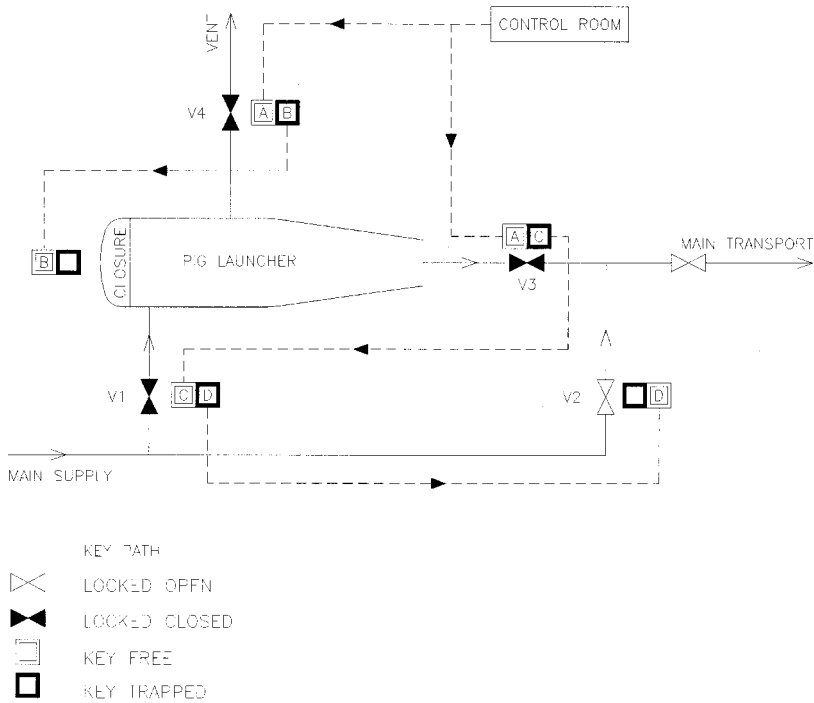 CONTROL ROOM
VENT
V4
A B
B
CLOSURE
PIG LAUNCHER
A C
V3
MAIN TRANSPORT
V1
C D
V2
D
MAIN SUPPLY
KEY PATH
LOCKED OPEN
LOCKED CLOSED
KEY FREE
KEY TRAPPED